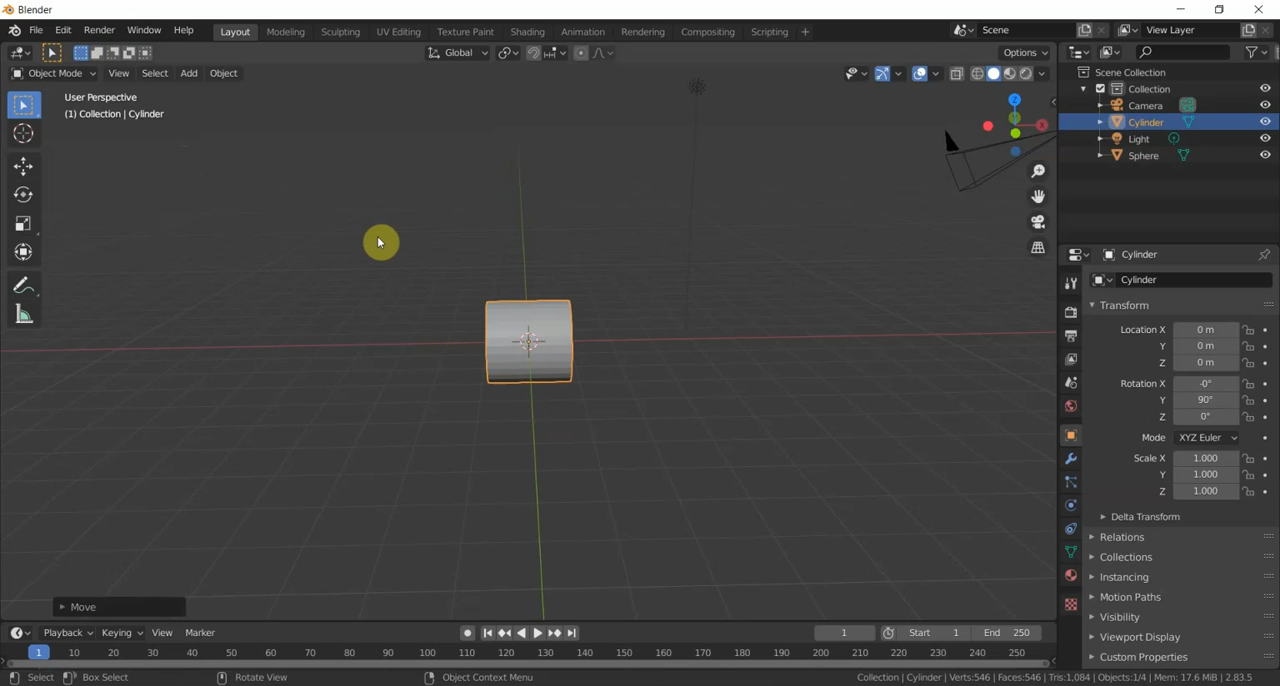 Blender
File Edit Render Window Help Layout Modeling Sculpting UV Editing Texture Paint Shading Animation Rendering Compositing Scripting + Scene View Layer
Global Options
Object Mode View Select Add Object
User Perspective
(1) Collection | Cylinder
Z
X
Scene Collection
Collection
Camera
Cylinder
Light
Sphere
Cylinder
Cylinder
Transform
Location X 0 m
Y 0 m
Z 0 m
Rotation X -0°
Y 90°
Z 0°
Mode XYZ Euler
Scale X 1.000
Y 1.000
Z 1.000
Delta Transform
Relations
Collections
Instancing
Motion Paths
Visibility
Viewport Display
Custom Properties
Move
Playback Keying View Marker 1 Start 1 End 250
1 10 20 30 40 50 60 70 80 90 100 110 120 130 140 150 160 170 180 190 200 210 220 230 240 250
Select Box Select Rotate View Object Context Menu Collection | Cylinder | Verts:546 | Faces:546 | Tris:1,084 | Objects:1/4 | Mem: 17.6 MiB | 2.83.5